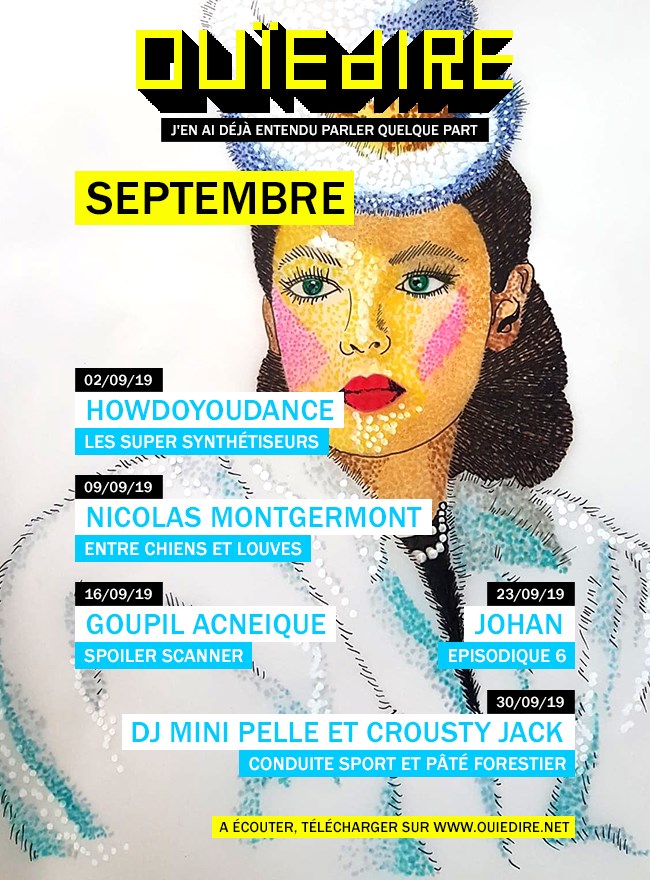 OUÏEdIRE
J'EN AI DÉJÀ ENTENDU PARLER QUELQUE PART
SEPTEMBRE
02/09/19
HOWDOYOUDANCE
LES SUPER SYNTHÉTISEURS
09/09/19
NICOLAS MONTGERMONT
ENTRE CHIENS ET LOUVES
16/09/19
GOUPIL ACNEIQUE
SPOILER SCANNER
23/09/19
JOHAN
EPISODIQUE 6
30/09/19
DJ MINI PELLE ET CROUSTY JACK
CONDUITE SPORT ET PÂTÉ FORESTIER
A ÉCOUTER, TÉLÉCHARGER SUR WWW.OUIEDIRE.NET